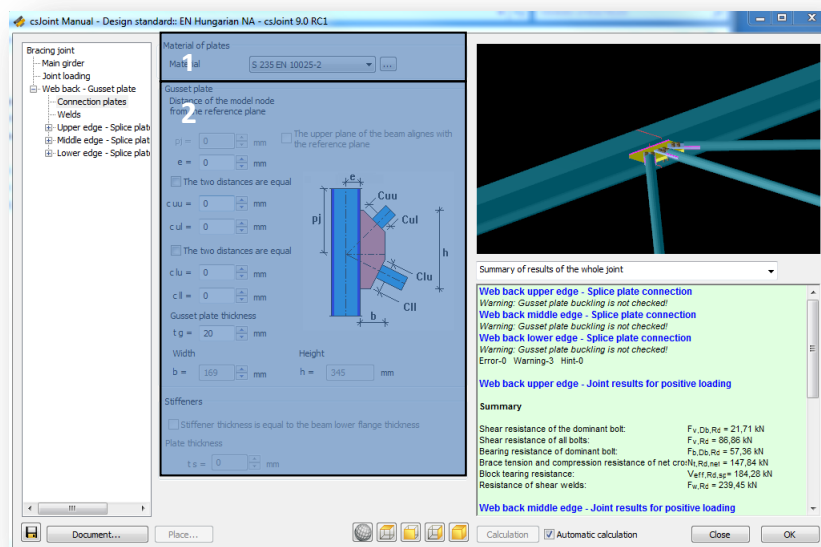 csJoint Manual - Design standard:: EN Hungarian NA - csJoint 9.0 RC1
Bracing joint
Main girder
Joint loading
Web back - Gusset plate
Connection plates
Welds
Upper edge - Splice plat
Middle edge - Splice plat
Lower edge - Splice plat
Material of plates
1
Material
S 235 EN 10025-2
...
Gusset plate
2
Distance of the model node
from the reference plane
pj = 0 mm
The upper plane of the beam alignes with
the reference plane
e = 0 mm
The two distances are equal
c uu = 0 mm
c ul = 0 mm
The two distances are equal
c lu = 0 mm
c ll = 0 mm
e
Cuu
pj
Cul
h
Clu
Cll
b
Gusset plate thickness
t g = 20 mm
Width
Height
b = 169 mm
h = 345 mm
Stiffeners
Stiffener thickness is equal to the beam lower flange thickness
Plate thickness
t s = 0 mm
Summary of results of the whole joint
Web back upper edge - Splice plate connection
Warning: Gusset plate buckling is not checked!
Web back middle edge - Splice plate connection
Warning: Gusset plate buckling is not checked!
Web back lower edge - Splice plate connection
Warning: Gusset plate buckling is not checked!
Error-0 Warning-3 Hint-0
Web back upper edge - Joint results for positive loading
Summary
Shear resistance of the dominant bolt: Fv,Db,Rd = 21,71 kN
Shear resistance of all bolts: Fv,Rd = 86,86 kN
Bearing resistance of dominant bolt: Fb,Db,Rd = 57,36 kN
Brace tension and compression resistance of net cro:Nt,Rd,net = 147,84 kN
Block tearing resistance: Veff,Rd,sp= 184,28 kN
Resistance of shear welds: Fw,Rd = 239,45 kN
Web back middle edge - Joint results for positive loading
Document...
Place...
Calculation
Automatic calculation
Close
OK